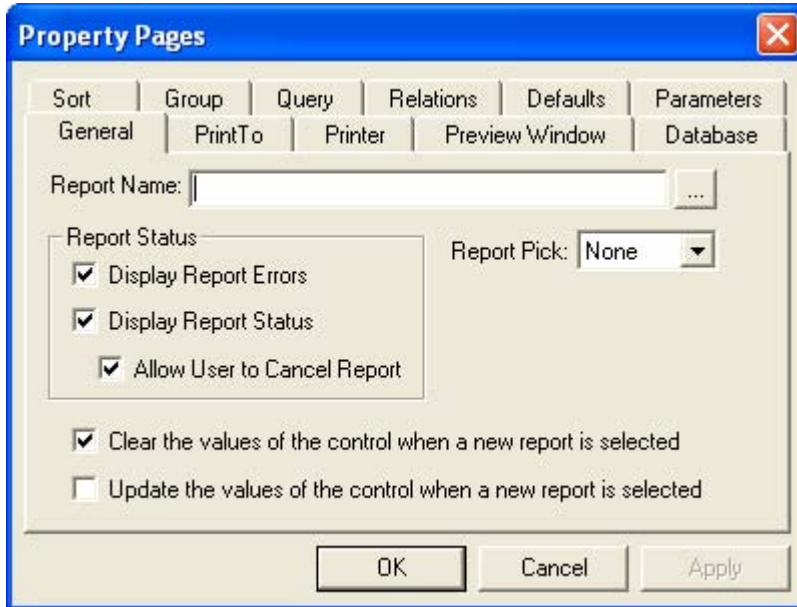 Property Pages
Sort Group Query Relations Defaults Parameters
General PrintTo Printer Preview Window Database
Report Name: ...
Report Status
Report Pick: None
Display Report Errors
Display Report Status
Allow User to Cancel Report
Clear the values of the control when a new report is selected
Update the values of the control when a new report is selected
OK Cancel Apply